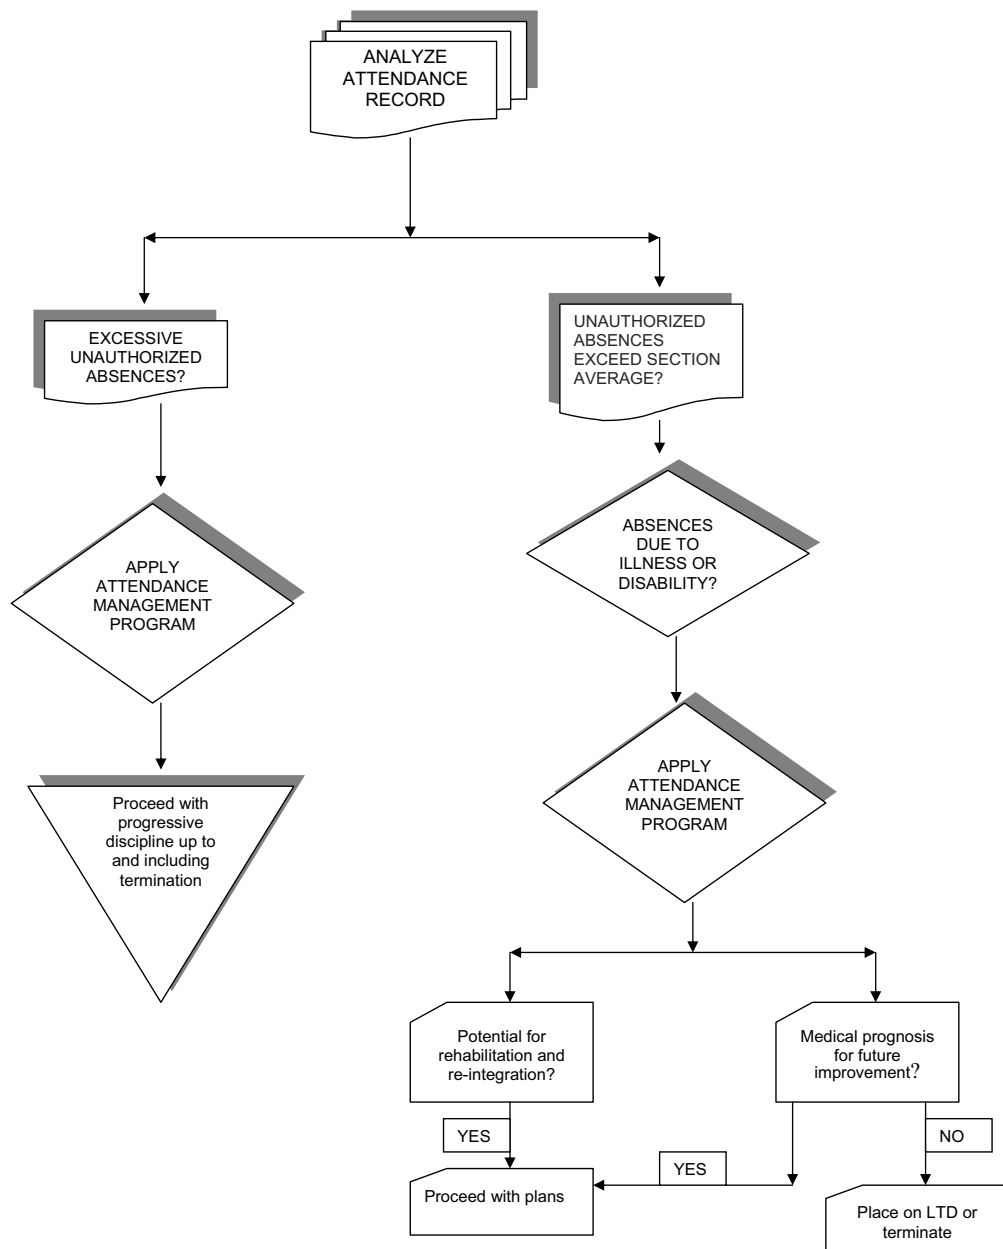 ANALYZE
ATTENDANCE
RECORD
EXCESSIVE
UNAUTHORIZED
ABSENCES?
UNAUTHORIZED
ABSENCES
EXCEED SECTION
AVERAGE?
APPLY
ATTENDANCE
MANAGEMENT
PROGRAM
ABSENCES
DUE TO
ILLNESS OR
DISABILITY?
Proceed with
progressive
discipline up to
and including
termination
APPLY
ATTENDANCE
MANAGEMENT
PROGRAM
Potential for
rehabilitation and
re-integration?
Medical prognosis
for future
improvement?
YES
YES
NO
Proceed with plans
Place on LTD or
terminate